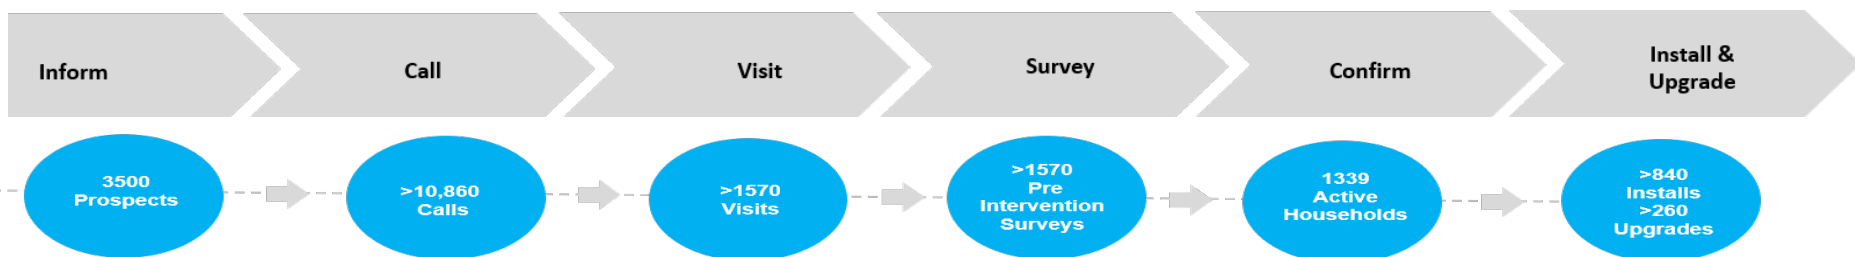 Inform
Call
Visit
Survey
Confirm
Install &
Upgrade
3500
Prospects
>10,860
Calls
>1570
Visits
>1570
Pre
Intervention
Surveys
1339
Active
Households
>840
Installs
>260
Upgrades